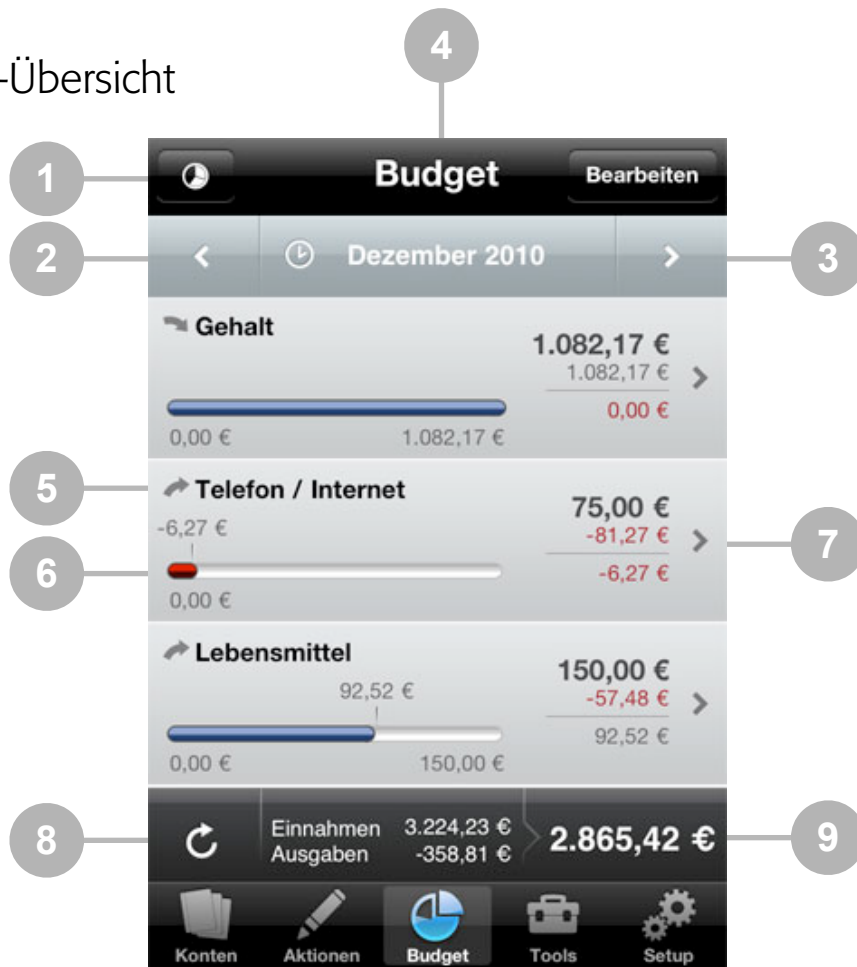 4
-Übersicht
1
Budget
Bearbeiten
2
Dezember 2010
3
Gehalt
1.082,17 €
1.082,17 €
0,00 €
0,00 €
1.082,17 €
5
Telefon / Internet
75,00 €
-6,27 €
-81,27 €
7
6
-6,27 €
0,00 €
Lebensmittel
150,00 €
92,52 €
-57,48 €
92,52 €
0,00 €
150,00 €
8
Einnahmen 3.224,23 €
Ausgaben -358,81 €
2.865,42 €
9
Konten
Aktionen
Budget
Tools
Setup